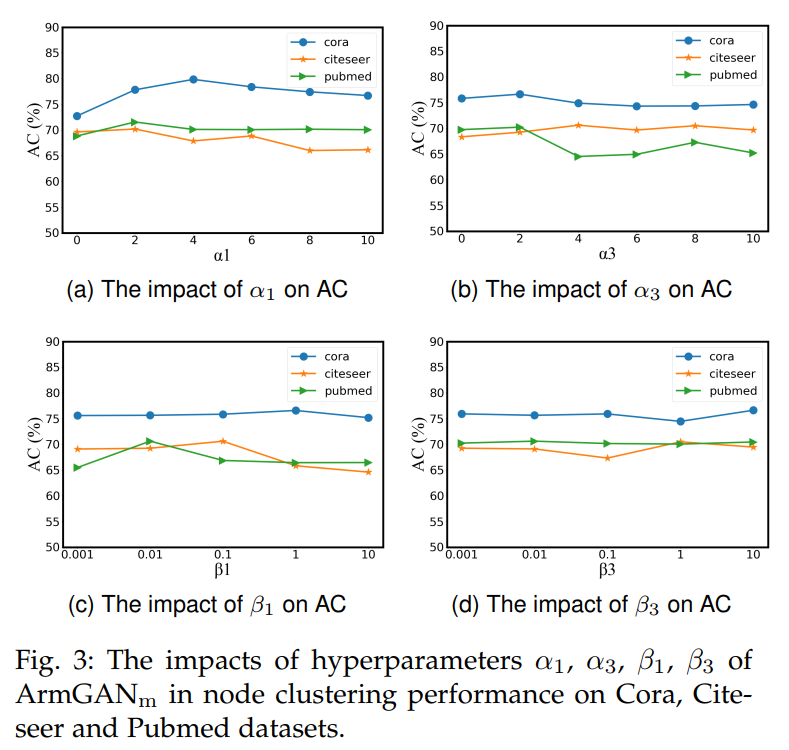 90
85
80
75
70
65
60
55
50
AC (%)
cora
citeseer
pubmed
0 2 4 6 8 10
α1
(a) The impact of α₁ on AC
90
85
80
75
70
65
60
55
50
AC (%)
cora
citeseer
pubmed
0 2 4 6 8 10
α3
(b) The impact of α₃ on AC
90
85
80
75
70
65
60
55
50
AC (%)
cora
citeseer
pubmed
0.001 0.01 0.1 1 10
β1
(c) The impact of β₁ on AC
90
85
80
75
70
65
60
55
50
AC (%)
cora
citeseer
pubmed
0.001 0.01 0.1 1 10
β3
(d) The impact of β₃ on AC
Fig. 3: The impacts of hyperparameters α₁, α₃, β₁, β₃ of
ArmGANₘ in node clustering performance on Cora, Cite-
seer and Pubmed datasets.